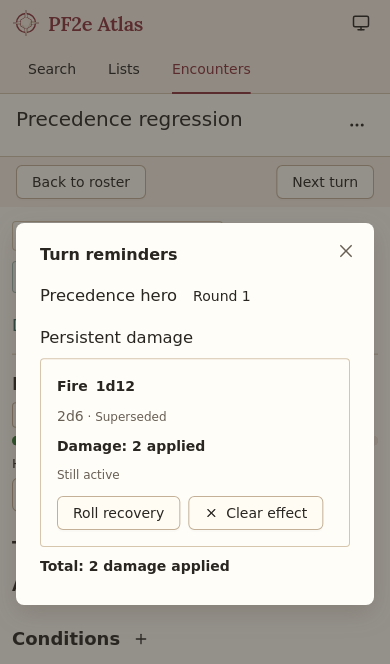 PF2e Atlas
Search Lists Encounters
Precedence regression
Back to roster Next turn
Turn reminders
Precedence hero Round 1
Persistent damage
Fire 1d12
2d6 · Superseded
Damage: 2 applied
Still active
Roll recovery × Clear effect
Total: 2 damage applied
Conditions +